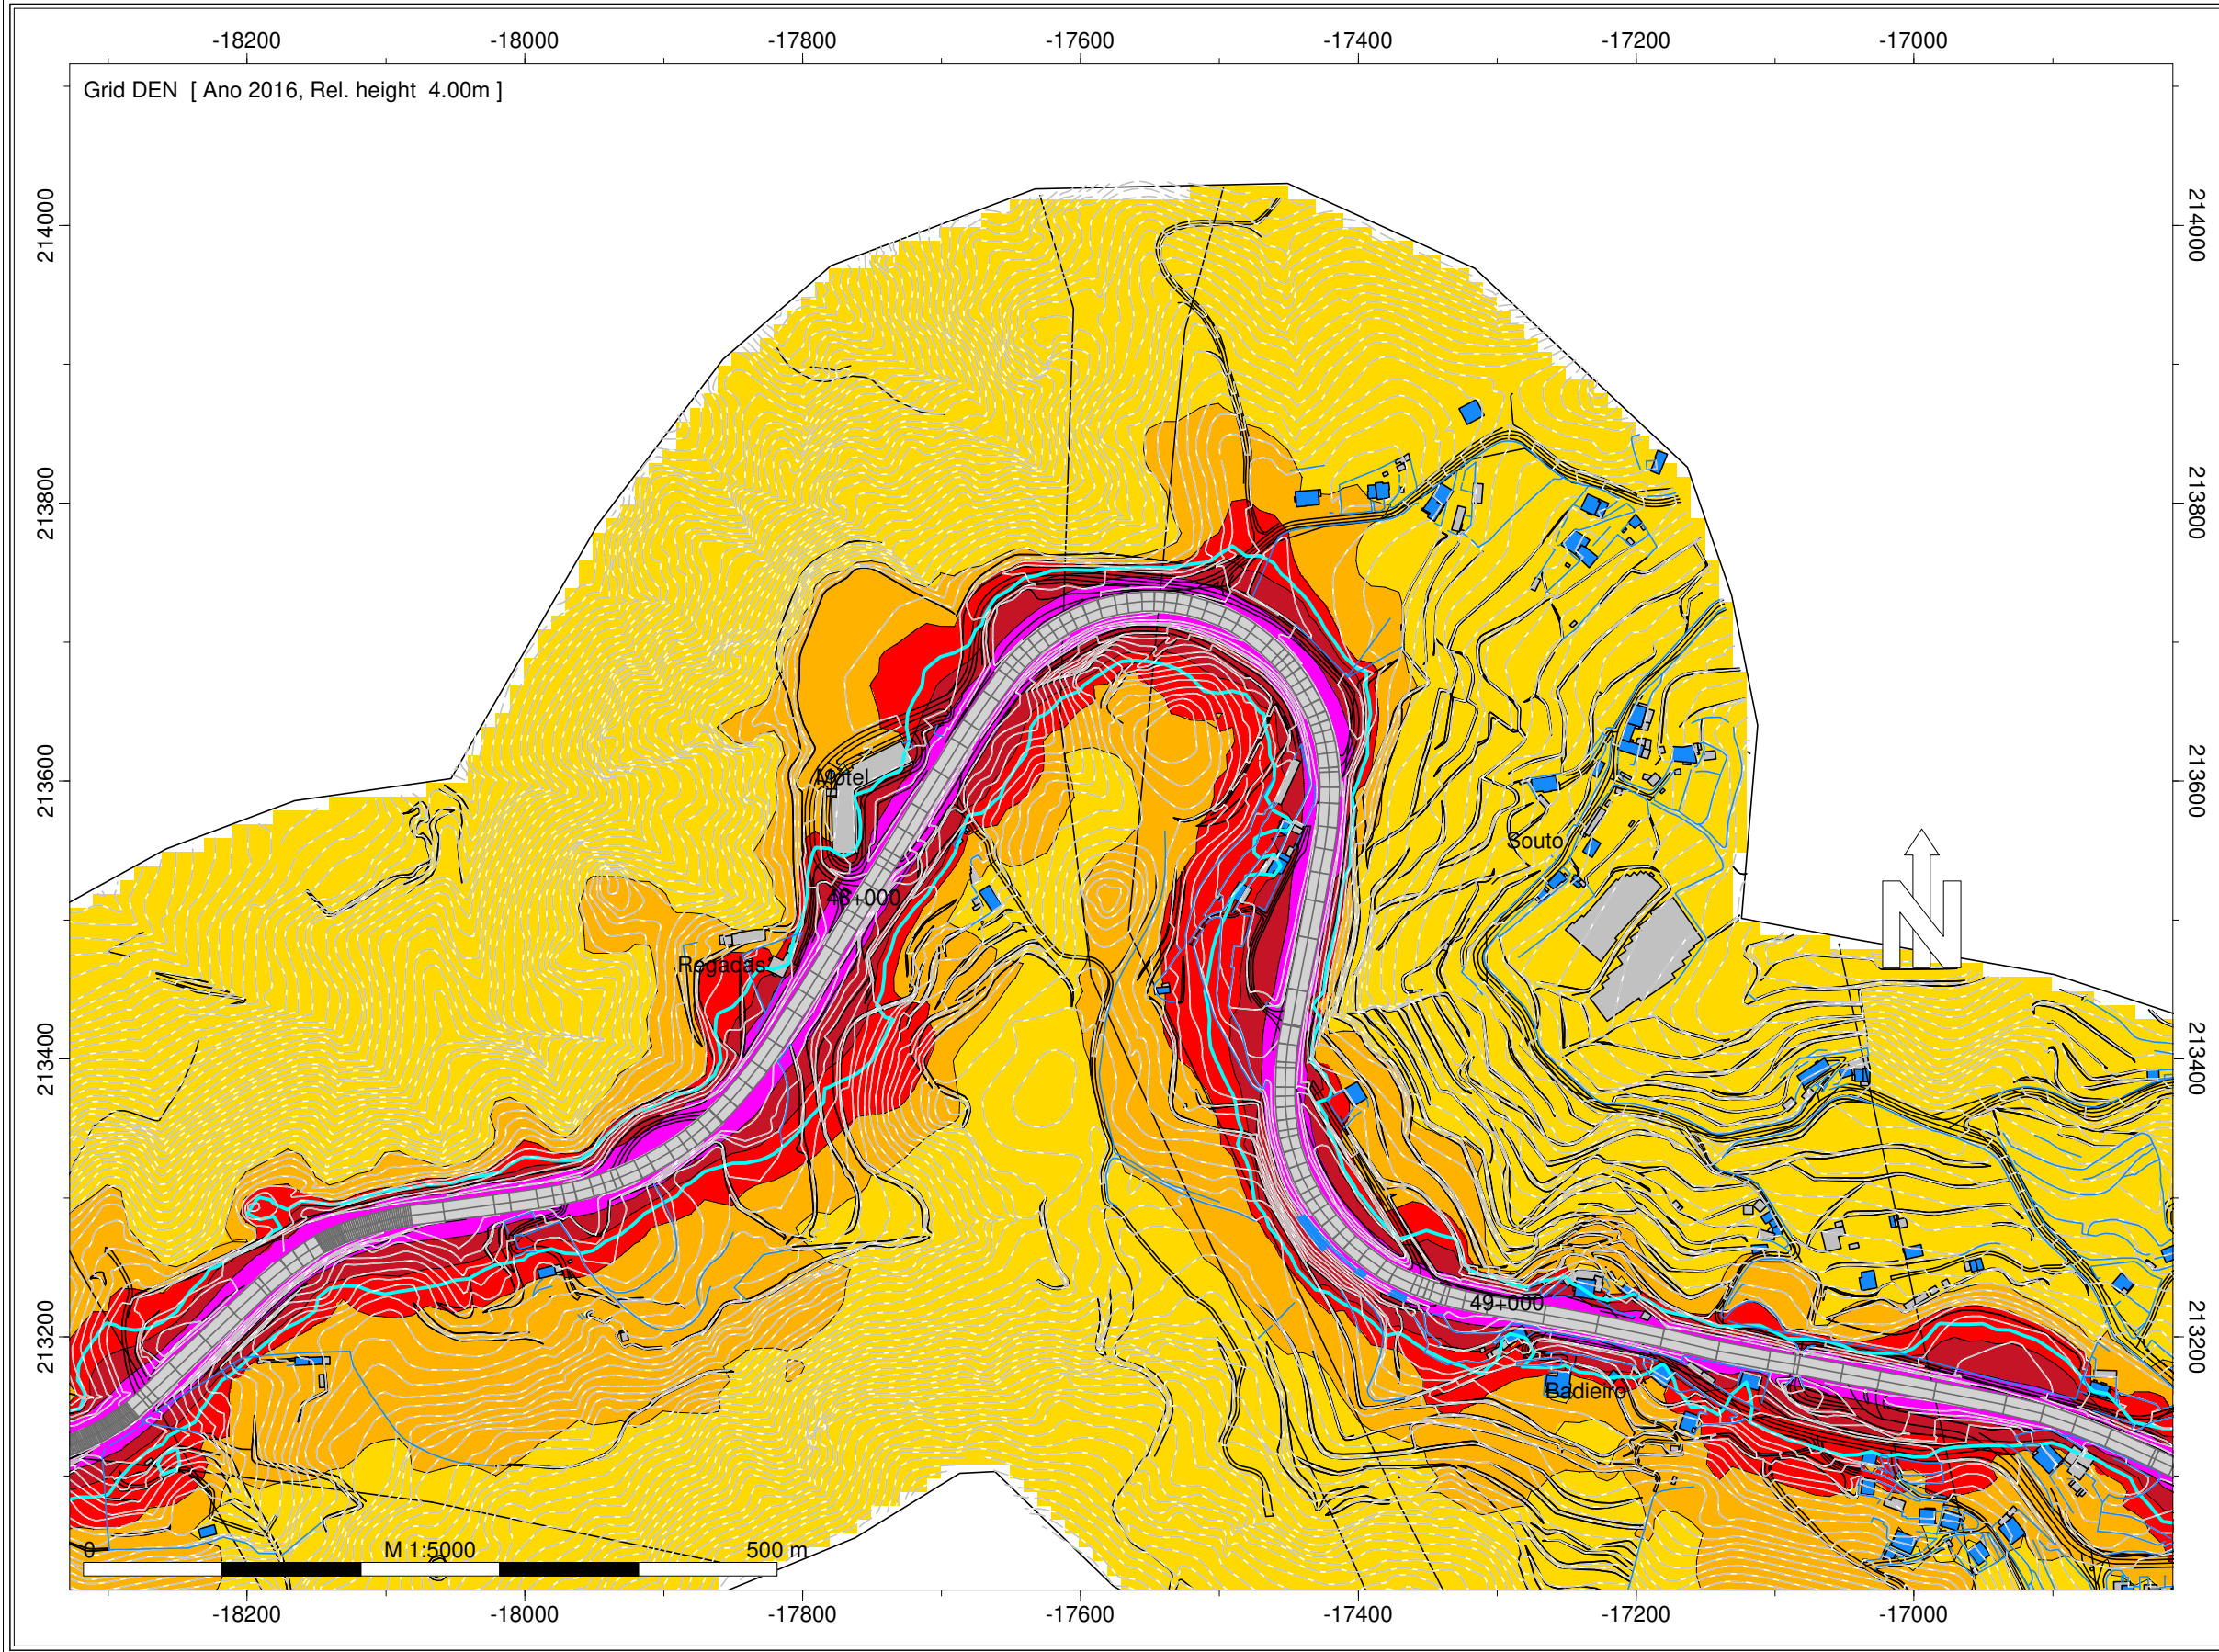 -18200 -18000 -17800 -17600 -17400 -17200 -17000
Grid DEN [ Ano 2016, Rel. height 4.00m ]
214000 214000
213800 213800
213600 213600
Motel
Souto
48+000
N
Regadas
213400 213400
49+000
213200 213200
Badieiro
0 M 1:5000 500 m
-18200 -18000 -17800 -17600 -17400 -17200 -17000